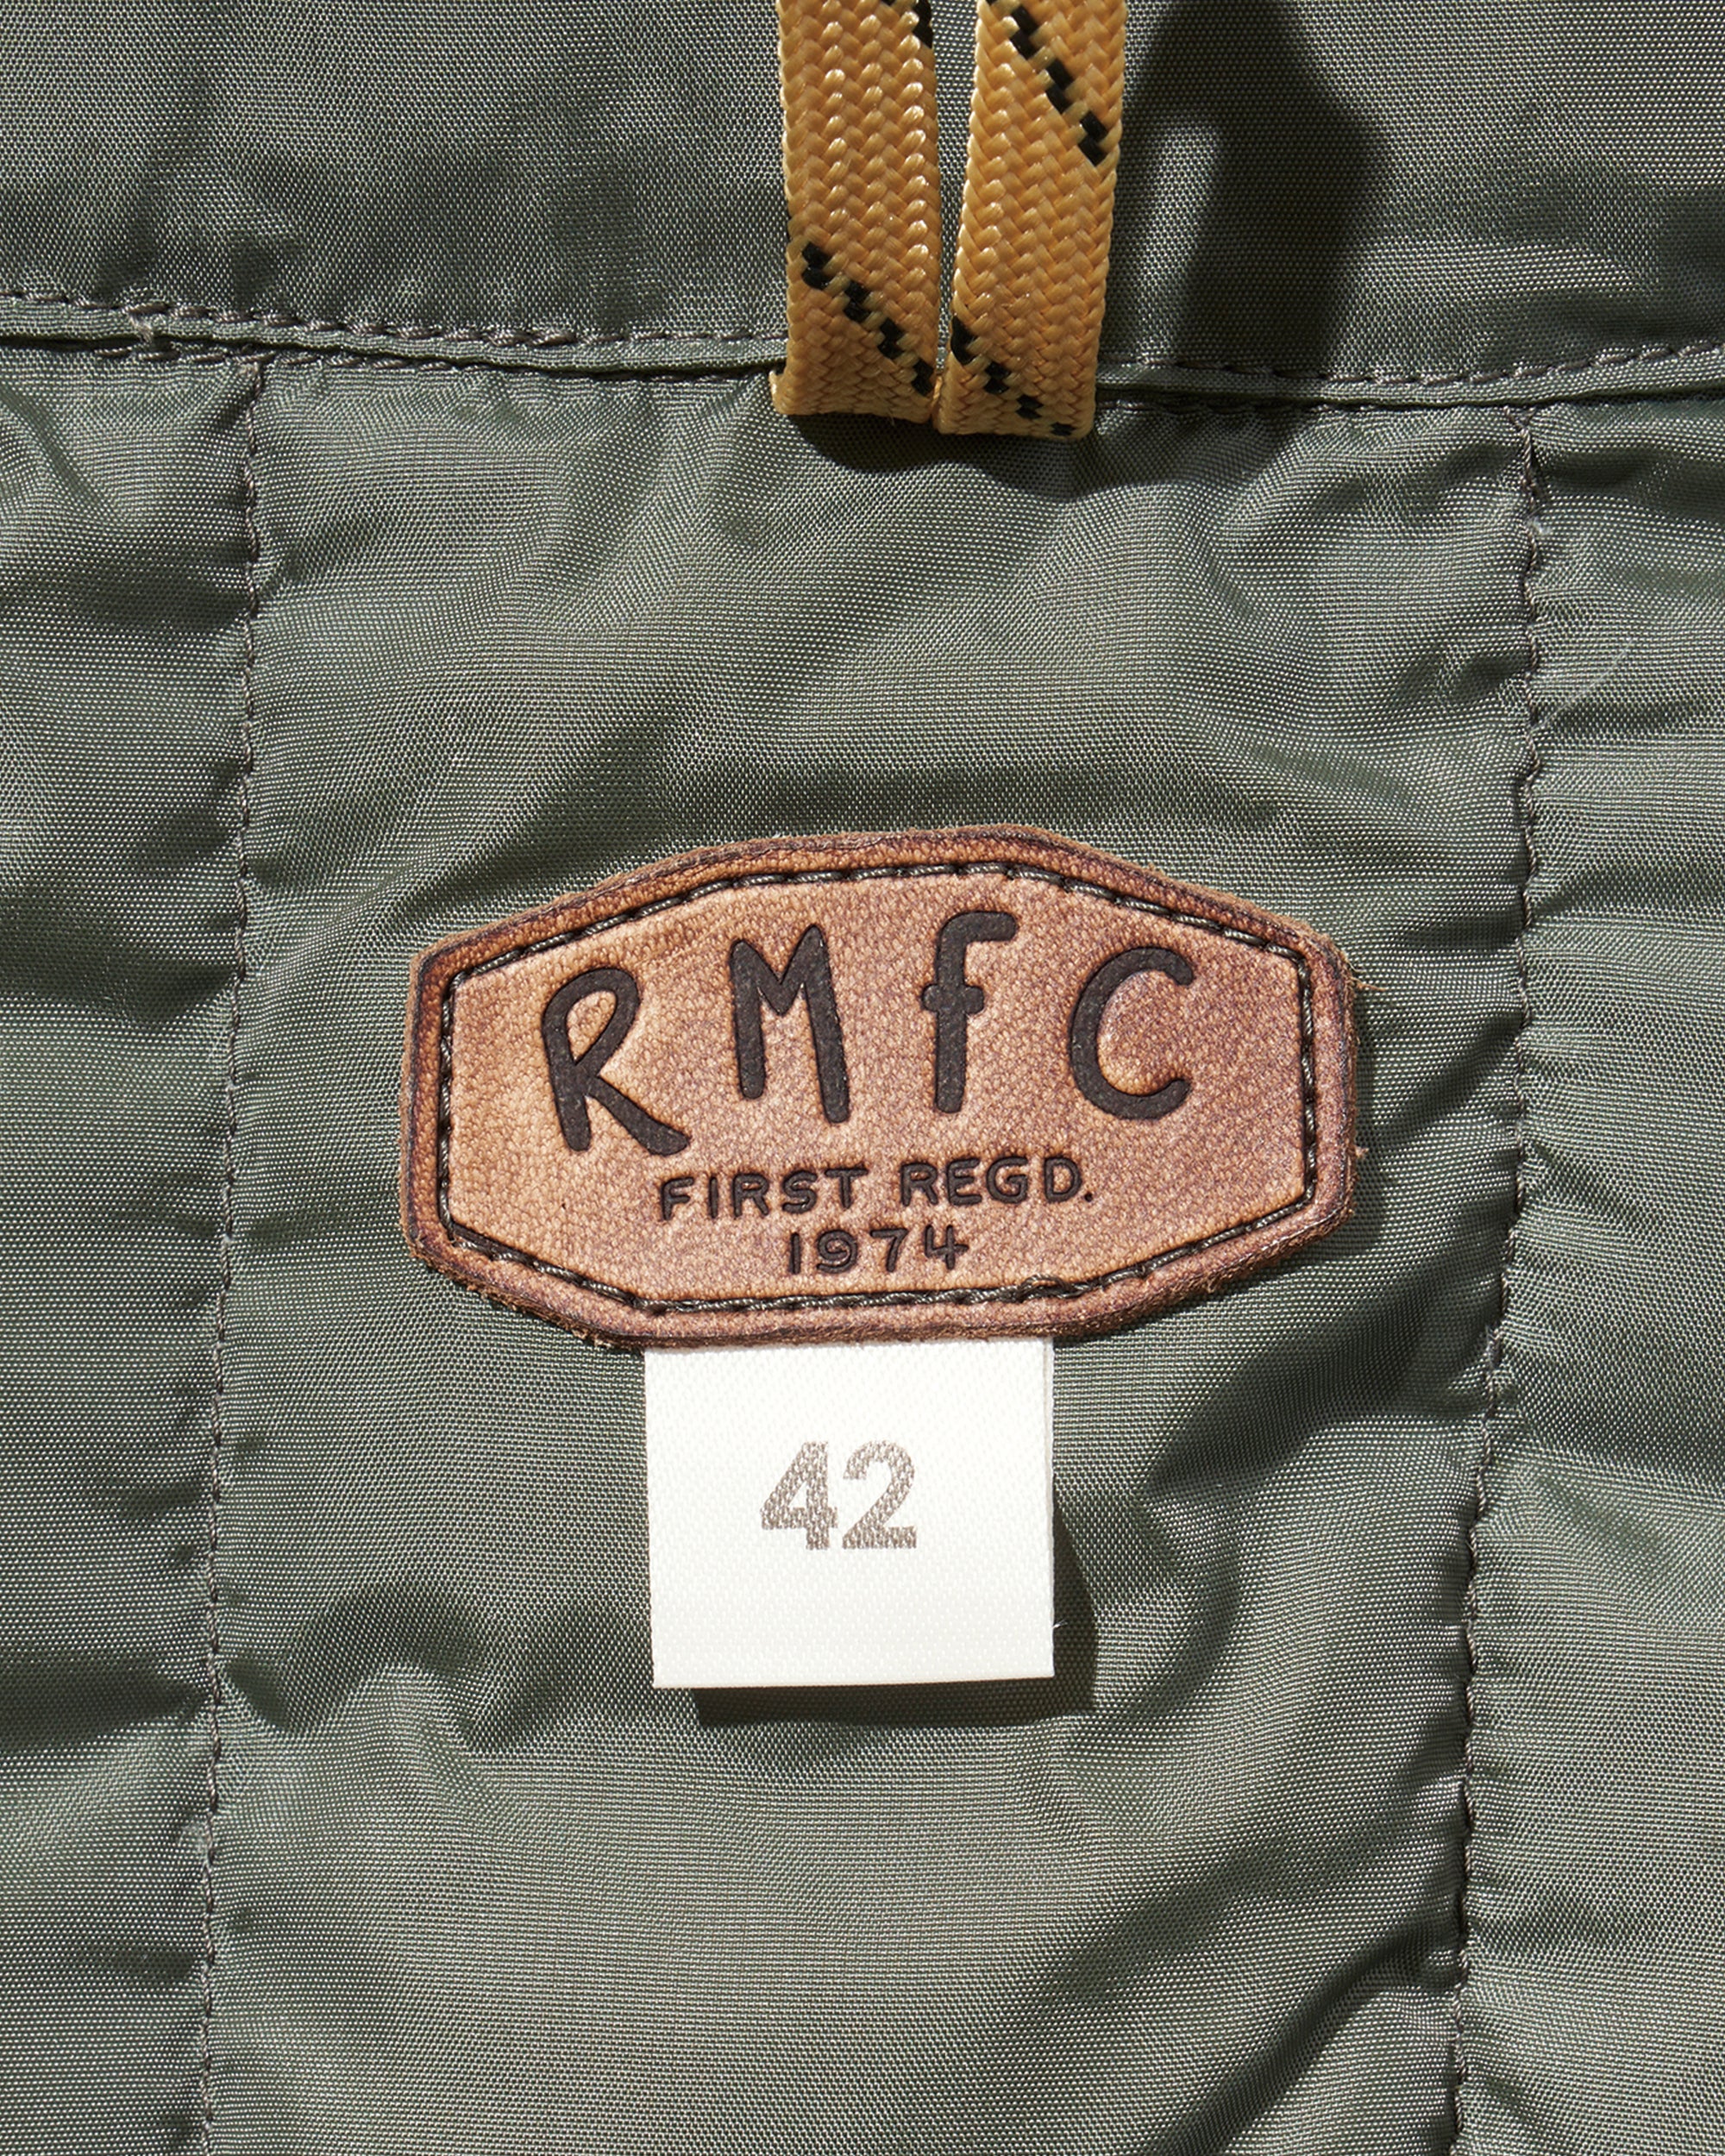 RMfC
FIRST REGD.
1974
42